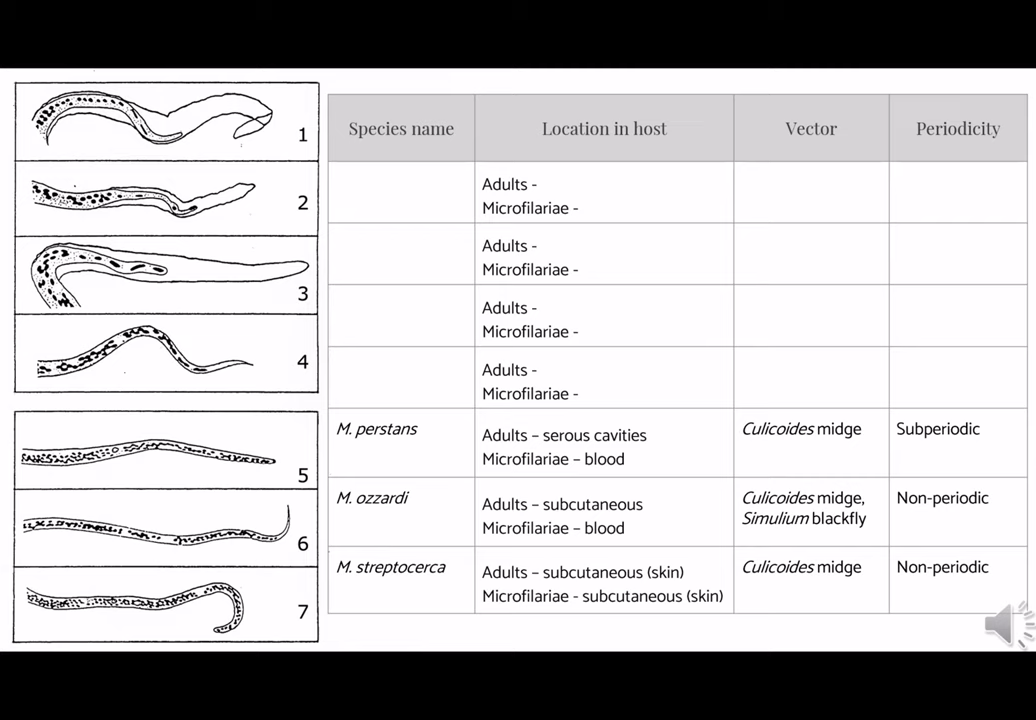 1
2
3
4
5
6
7
Species name Location in host Vector Periodicity
Adults -
Microfilariae -
Adults -
Microfilariae -
Adults -
Microfilariae -
Adults -
Microfilariae -
M. perstans Adults – serous cavities Culicoides midge Subperiodic
Microfilariae – blood
M. ozzardi Adults – subcutaneous Culicoides midge, Non-periodic
Microfilariae – blood Simulium blackfly
M. streptocerca Adults – subcutaneous (skin) Culicoides midge Non-periodic
Microfilariae - subcutaneous (skin)